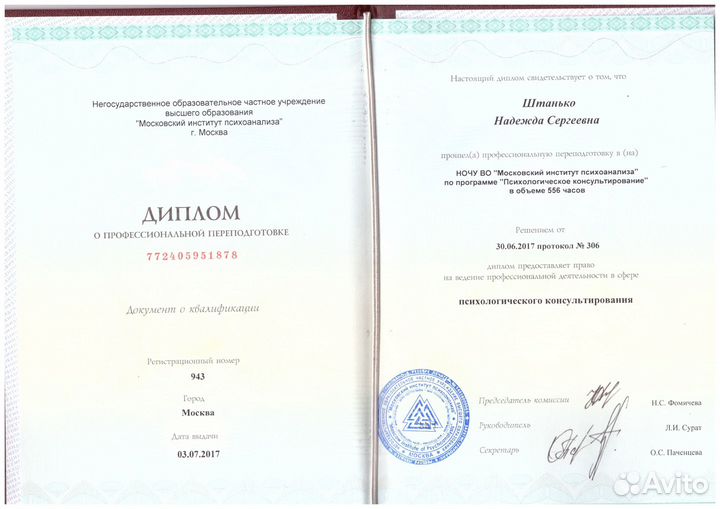 Негосударственное образовательное частное учреждение
высшего образования
"Московский институт психоанализа"
г. Москва
ДИПЛОМ
О ПРОФЕССИОНАЛЬНОЙ ПЕРЕПОДГОТОВКЕ
772405951878
Документ о квалификации
Регистрационный номер
943
Город
Москва
Дата выдачи
03.07.2017
Настоящий диплом свидетельствует о том, что
Штанько
Надежда Сергеевна
прошел(а) профессиональную переподготовку в (на)
НОЧУ ВО "Московский институт психоанализа"
по программе "Психологическое консультирование"
в объеме 556 часов
Решением от
30.06.2017 протокол № 306
диплом предоставляет право
на ведение профессиональной деятельности в сфере
психологического консультирования
Председатель комиссии
И.С. Фомичева
Руководитель
Л.И. Сурат
Секретарь
О.С. Паченцева
МОСКВА
Avito